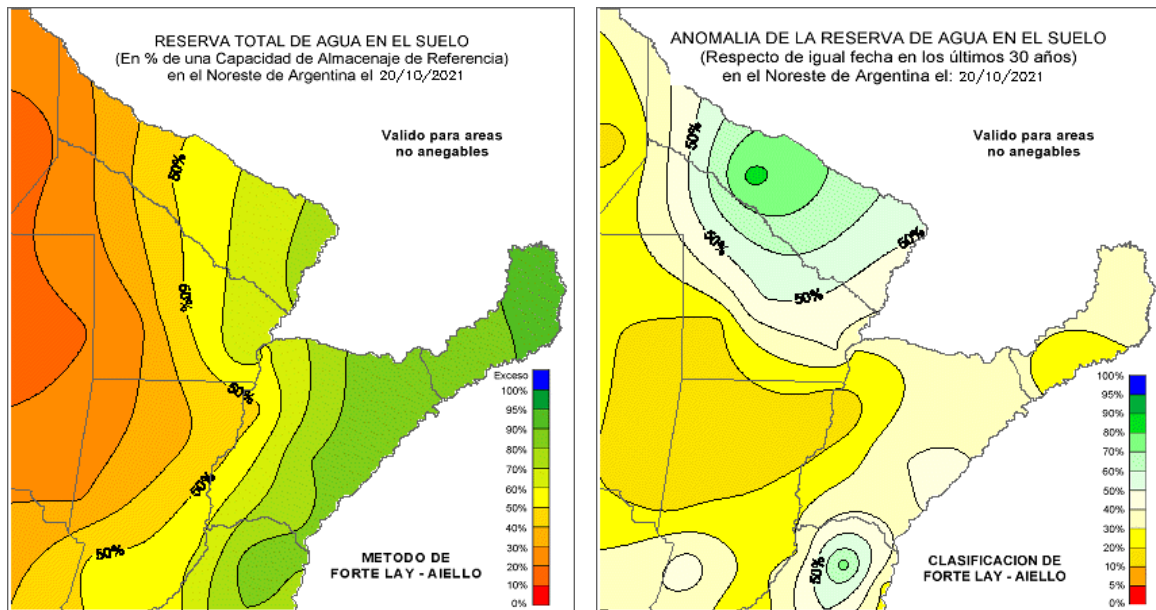 RESERVA TOTAL DE AGUA EN EL SUELO
(En % de una Capacidad de Almacenaje de Referencia)
en el Noreste de Argentina el 20/10/2021
Valido para areas
no anegables
50%
60%
50%
50%
50%
Exceso
100%
95%
90%
80%
70%
60%
50%
40%
30%
20%
10%
0%
METODO DE
FORTE LAY - AIELLO
ANOMALIA DE LA RESERVA DE AGUA EN EL SUELO
(Respecto de igual fecha en los últimos 30 años)
en el Noreste de Argentina el: 20/10/2021
Valido para areas
no anegables
50%
50%
50%
50%
50%
100%
95%
90%
80%
70%
60%
50%
40%
30%
20%
10%
5%
0%
CLASIFICACION DE
FORTE LAY - AIELLO